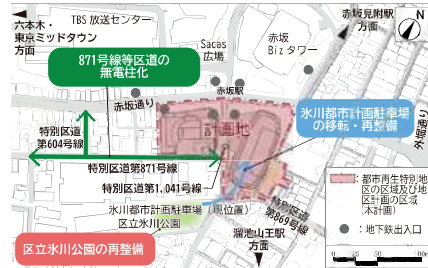 六本木・
東京ミッドタウン
方面
TBS 放送センター
赤坂見附駅
方面
N
Sacas
広場
赤坂
Bizタワー
871号線等区道の
無電柱化
赤坂通り
赤坂駅
外堀通り
計画地
氷川都市計画駐車場
の移転・再整備
特別区道
第604号線
特別区道第871号線
特別区道第1,041号線
氷川都市計画駐車場（現位置）
区立氷川公園
特別区道
第869号線
溜池山王駅
方面
区立氷川公園の再整備
：都市再生特別地
区の区域及び地
区計画の区域
（本計画）
：地下鉄出入口
0
50